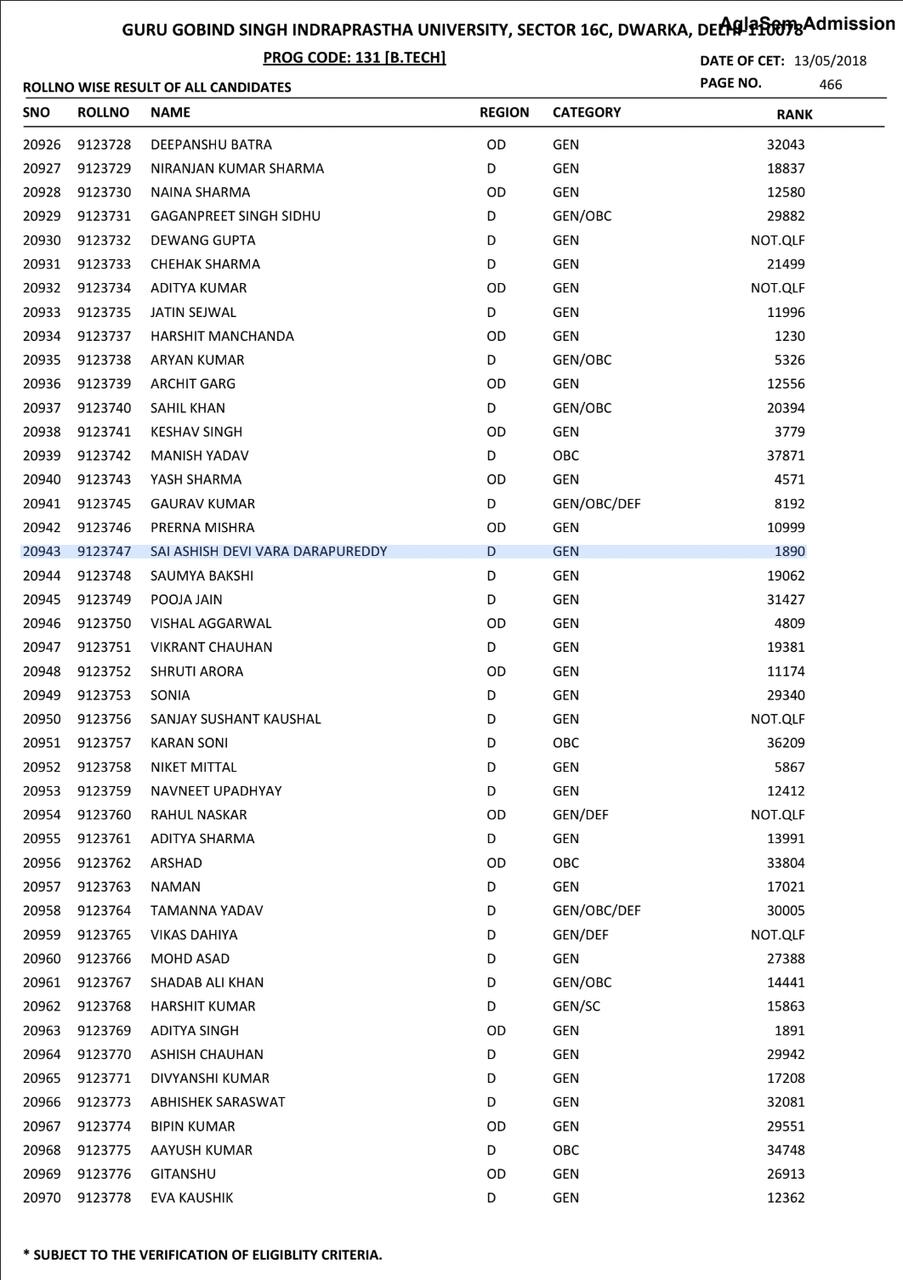 AglaSem Admission
GURU GOBIND SINGH INDRAPRASTHA UNIVERSITY, SECTOR 16C, DWARKA, DELHI-110078
PROG CODE: 131 [B.TECH]
DATE OF CET: 13/05/2018
PAGE NO. 466
ROLLNO WISE RESULT OF ALL CANDIDATES
SNO ROLLNO NAME REGION CATEGORY RANK
20926 9123728 DEEPANSHU BATRA OD GEN 32043
20927 9123729 NIRANJAN KUMAR SHARMA D GEN 18837
20928 9123730 NAINA SHARMA OD GEN 12580
20929 9123731 GAGANPREET SINGH SIDHU D GEN/OBC 29882
20930 9123732 DEWANG GUPTA D GEN NOT.QLF
20931 9123733 CHEHAK SHARMA D GEN 21499
20932 9123734 ADITYA KUMAR OD GEN NOT.QLF
20933 9123735 JATIN SEJWAL D GEN 11996
20934 9123737 HARSHIT MANCHANDA OD GEN 1230
20935 9123738 ARYAN KUMAR D GEN/OBC 5326
20936 9123739 ARCHIT GARG OD GEN 12556
20937 9123740 SAHIL KHAN D GEN/OBC 20394
20938 9123741 KESHAV SINGH OD GEN 3779
20939 9123742 MANISH YADAV D OBC 37871
20940 9123743 YASH SHARMA OD GEN 4571
20941 9123745 GAURAV KUMAR D GEN/OBC/DEF 8192
20942 9123746 PRERNA MISHRA OD GEN 10999
20943 9123747 SAI ASHISH DEVI VARA DARAPUREDDY D GEN 1890
20944 9123748 SAUMYA BAKSHI D GEN 19062
20945 9123749 POOJA JAIN D GEN 31427
20946 9123750 VISHAL AGGARWAL OD GEN 4809
20947 9123751 VIKRANT CHAUHAN D GEN 19381
20948 9123752 SHRUTI ARORA OD GEN 11174
20949 9123753 SONIA D GEN 29340
20950 9123756 SANJAY SUSHANT KAUSHAL D GEN NOT.QLF
20951 9123757 KARAN SONI D OBC 36209
20952 9123758 NIKET MITTAL D GEN 5867
20953 9123759 NAVNEET UPADHYAY D GEN 12412
20954 9123760 RAHUL NASKAR OD GEN/DEF NOT.QLF
20955 9123761 ADITYA SHARMA D GEN 13991
20956 9123762 ARSHAD OD OBC 33804
20957 9123763 NAMAN D GEN 17021
20958 9123764 TAMANNA YADAV D GEN/OBC/DEF 30005
20959 9123765 VIKAS DAHIYA D GEN/DEF NOT.QLF
20960 9123766 MOHD ASAD D GEN 27388
20961 9123767 SHADAB ALI KHAN D GEN/OBC 14441
20962 9123768 HARSHIT KUMAR D GEN/SC 15863
20963 9123769 ADITYA SINGH OD GEN 1891
20964 9123770 ASHISH CHAUHAN D GEN 29942
20965 9123771 DIVYANSHI KUMAR D GEN 17208
20966 9123773 ABHISHEK SARASWAT D GEN 32081
20967 9123774 BIPIN KUMAR OD GEN 29551
20968 9123775 AAYUSH KUMAR D OBC 34748
20969 9123776 GITANSHU OD GEN 26913
20970 9123778 EVA KAUSHIK D GEN 12362
* SUBJECT TO THE VERIFICATION OF ELIGIBLITY CRITERIA.